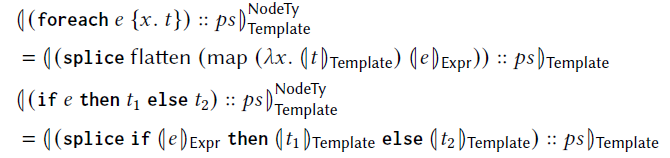 ⦇(foreach e {x. t}) :: ps⦈^NodeTy_Template
= ⦇(splice flatten (map (λx. ⦇t⦈_Template) ⦇e⦈_Expr)) :: ps⦈_Template
⦇(if e then t₁ else t₂) :: ps⦈^NodeTy_Template
= ⦇(splice if ⦇e⦈_Expr then ⦇t₁⦈_Template else ⦇t₂⦈_Template) :: ps⦈_Template